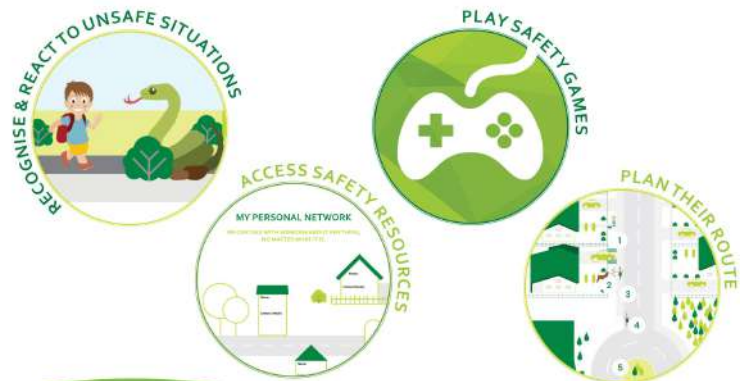 RECOGNISE & REACT TO UNSAFE SITUATIONS
PLAY SAFETY GAMES
ACCESS SAFETY RESOURCES
MY PERSONAL NETWORK
PLAN THEIR ROUTE
1
2
3
4
5